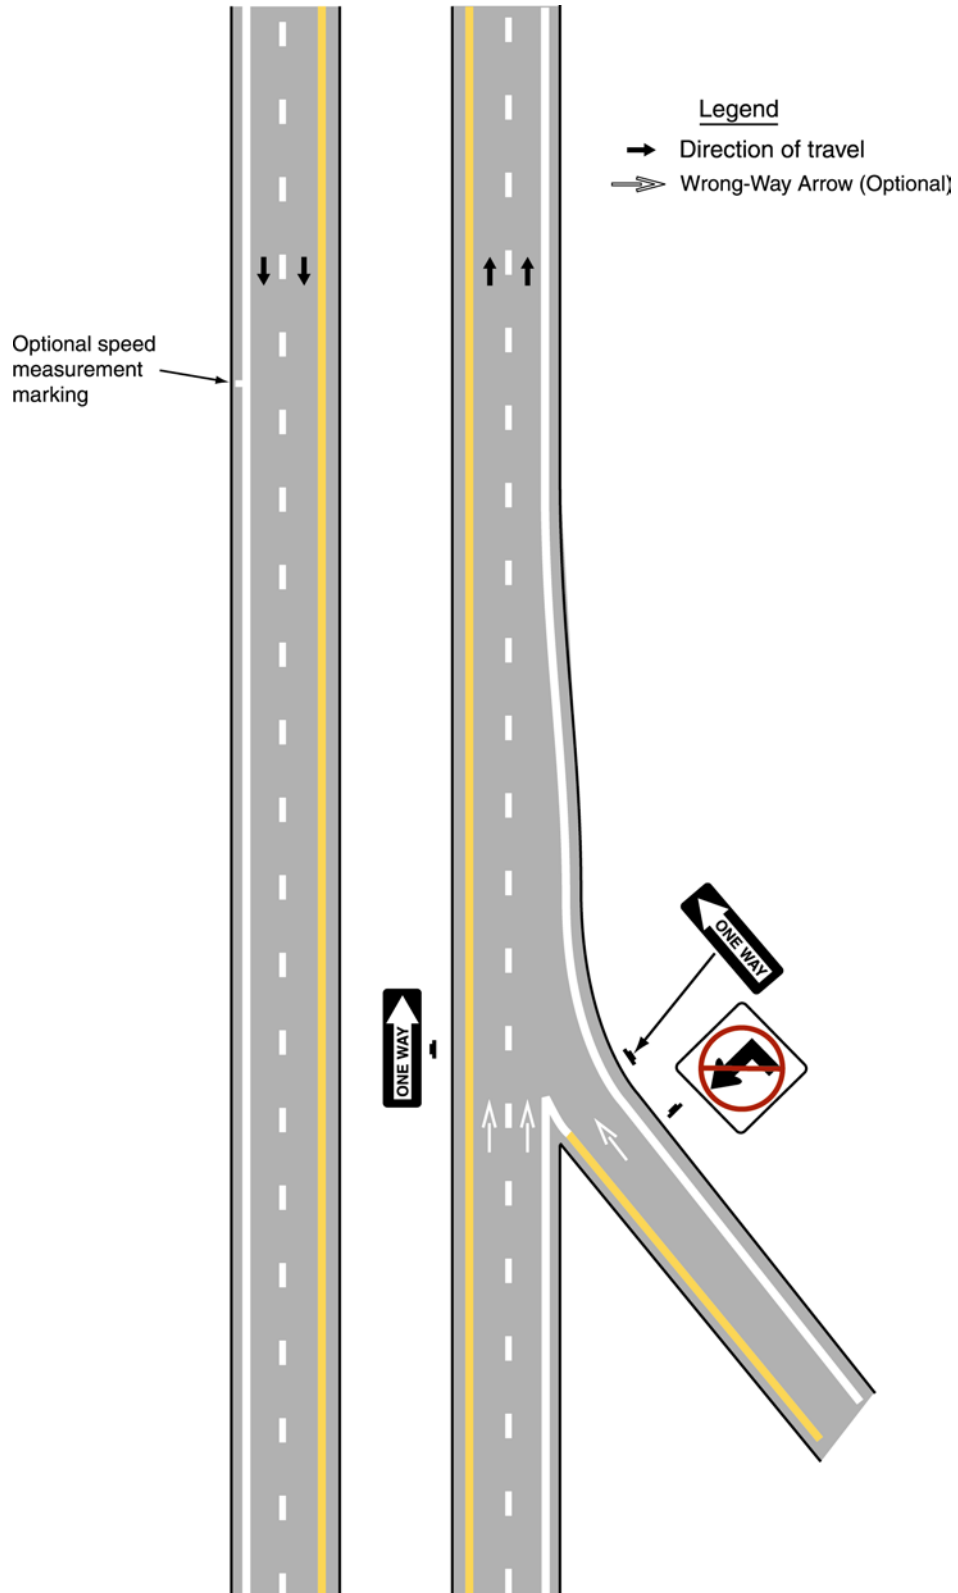 Legend
Direction of travel
Wrong-Way Arrow (Optional)
Optional speed
measurement
marking
ONE WAY
ONE WAY